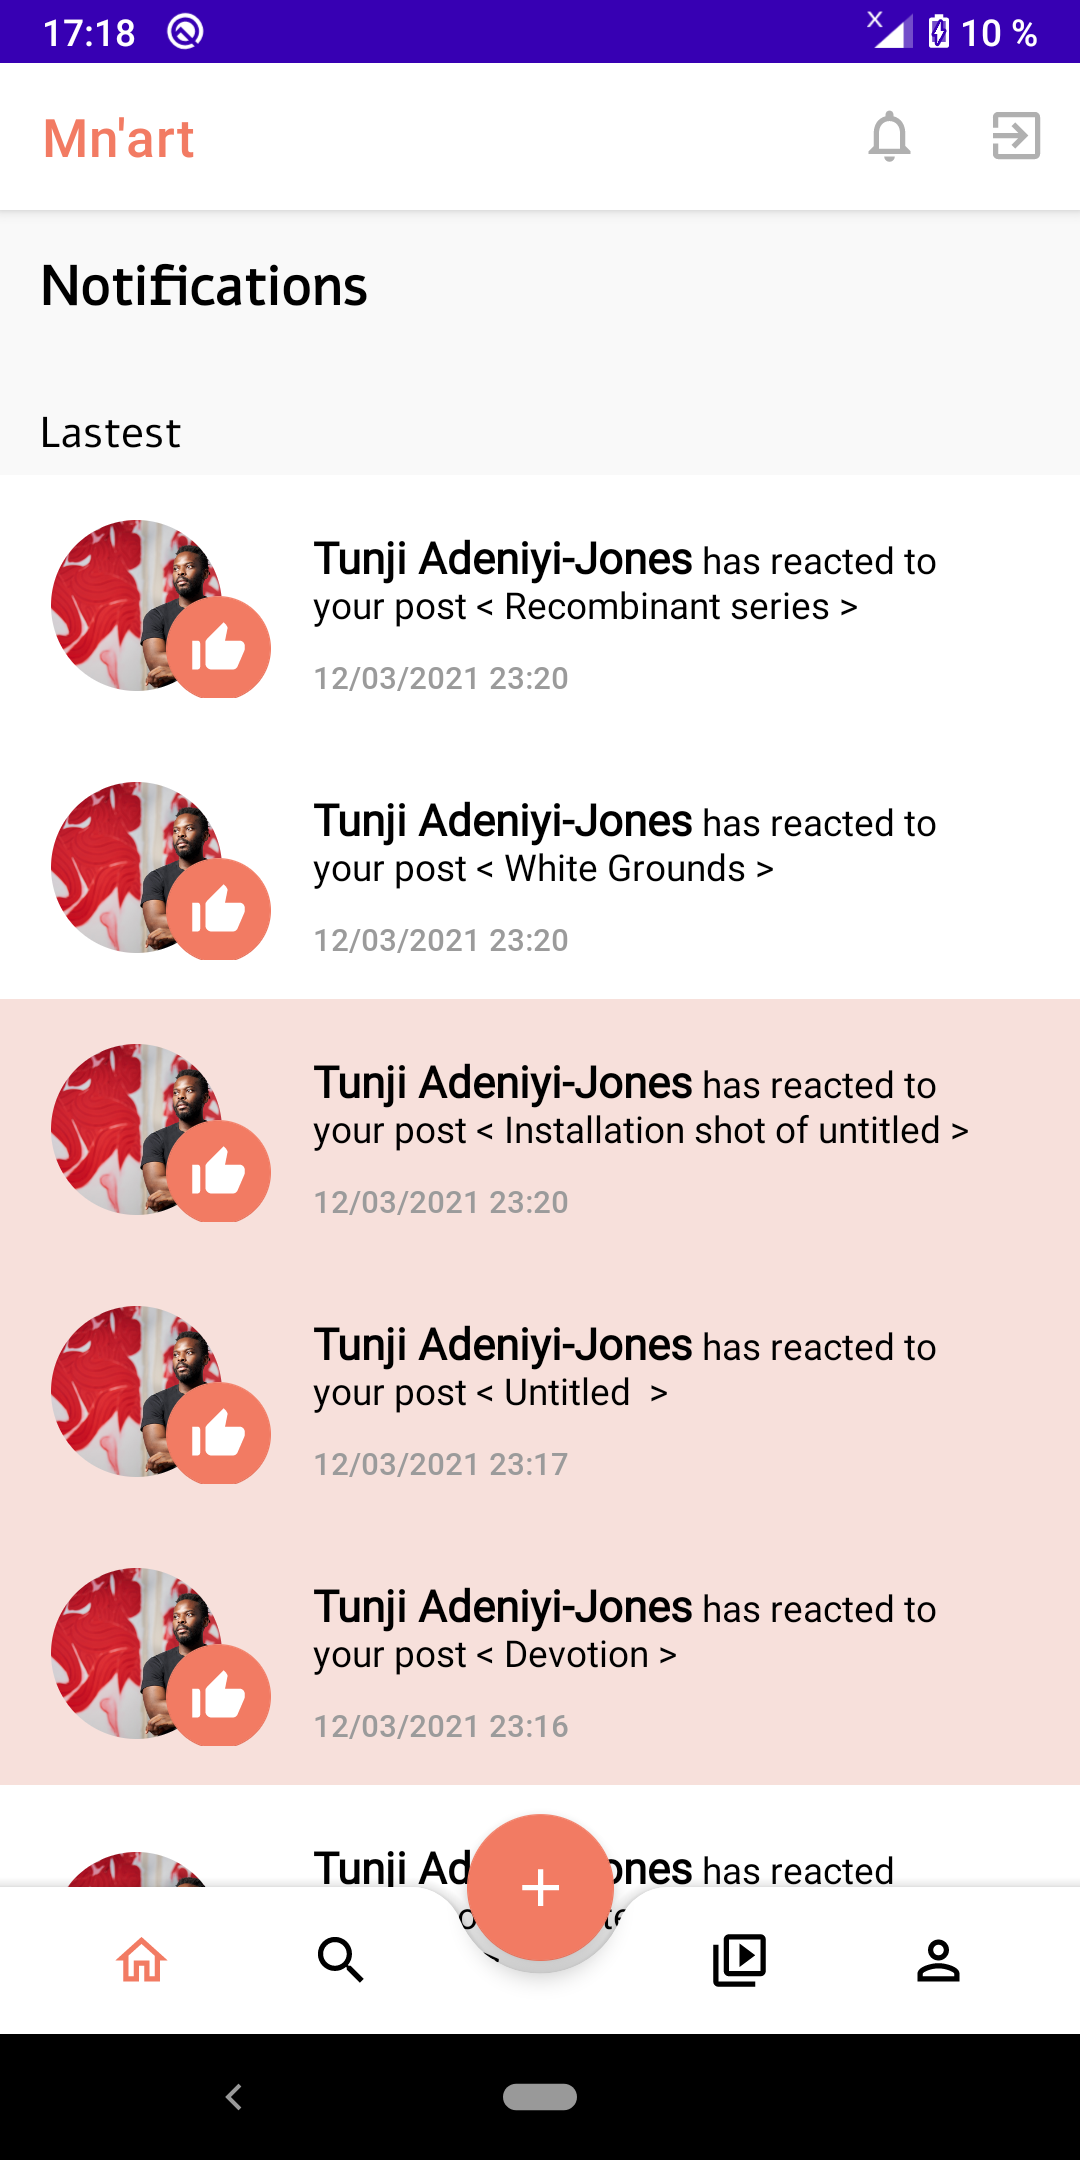 17:18 10 %
Mn'art
Notifications
Lastest
Tunji Adeniyi-Jones has reacted to
your post < Recombinant series >
12/03/2021 23:20
Tunji Adeniyi-Jones has reacted to
your post < White Grounds >
12/03/2021 23:20
Tunji Adeniyi-Jones has reacted to
your post < Installation shot of untitled >
12/03/2021 23:20
Tunji Adeniyi-Jones has reacted to
your post < Untitled  >
12/03/2021 23:17
Tunji Adeniyi-Jones has reacted to
your post < Devotion >
12/03/2021 23:16
Tunji has reacted